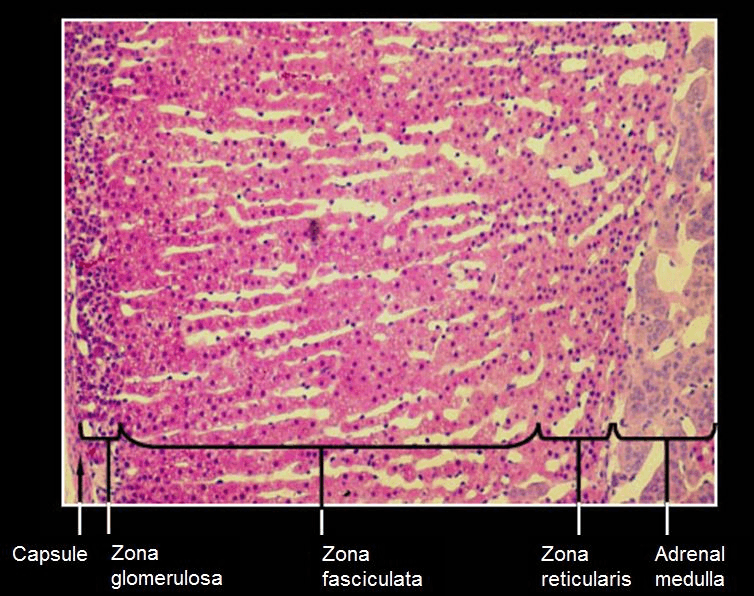 Capsule
Zona
glomerulosa
Zona
fasciculata
Zona
reticularis
Adrenal
medulla